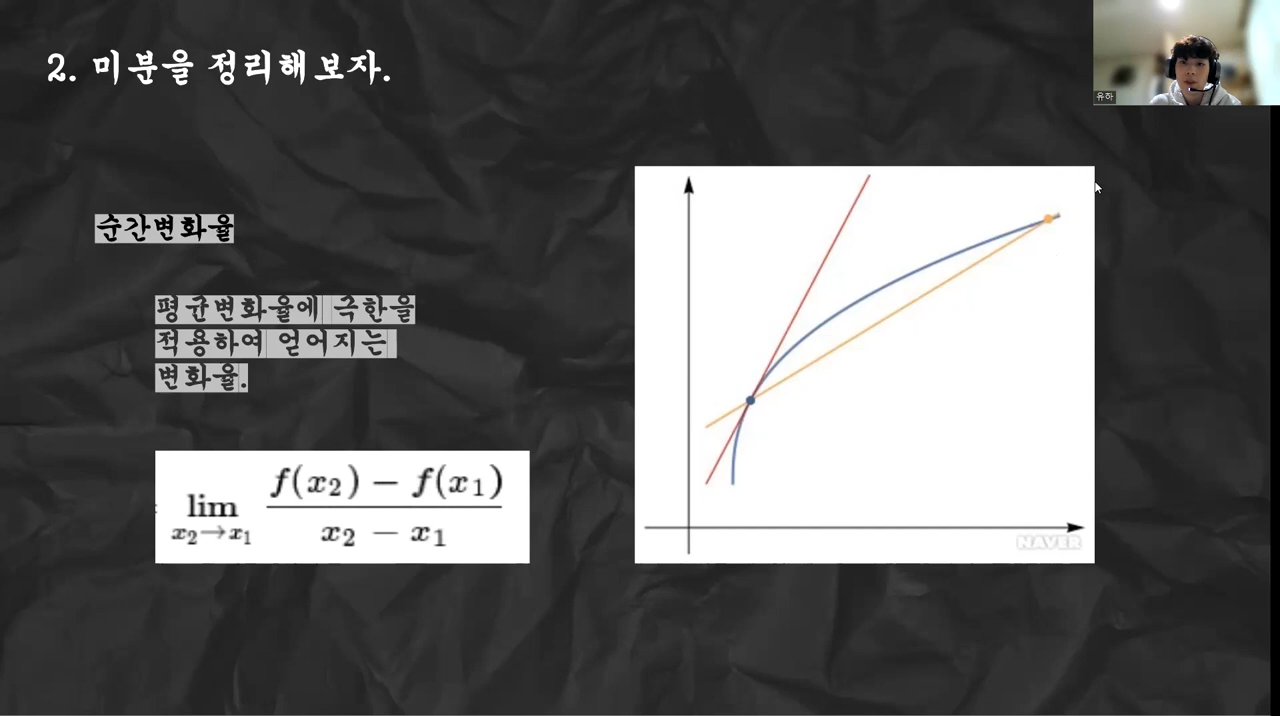 2. 미분을 정리해보자.
유하
순간변화율
평균변화율에 극한을
적용하여 얻어지는
변화율.
lim x₂→x₁ f(x₂) − f(x₁) / x₂ − x₁
NAVER